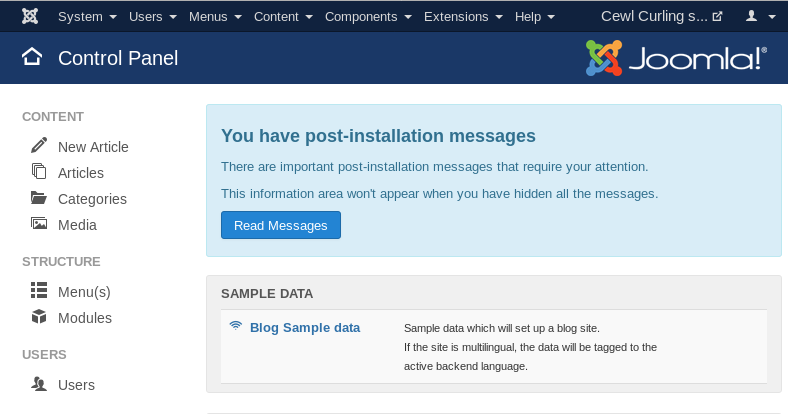 System Users Menus Content Components Extensions Help Cewl Curling s...
Control Panel Joomla!®
CONTENT
New Article
Articles
Categories
Media
STRUCTURE
Menu(s)
Modules
USERS
Users
You have post-installation messages
There are important post-installation messages that require your attention.
This information area won't appear when you have hidden all the messages.
Read Messages
SAMPLE DATA
Blog Sample data
Sample data which will set up a blog site.
If the site is multilingual, the data will be tagged to the
active backend language.